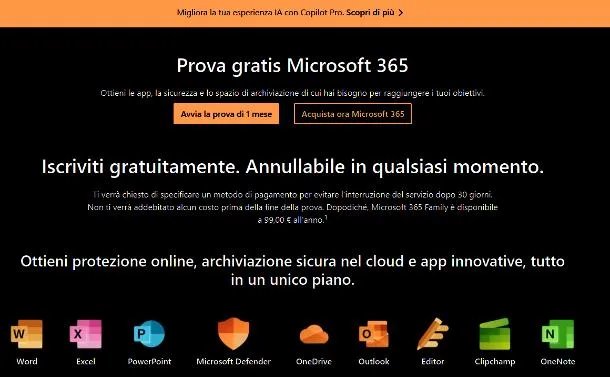 Migliora la tua esperienza IA con Copilot Pro. Scopri di più >
Prova gratis Microsoft 365
Ottieni le app, la sicurezza e lo spazio di archiviazione di cui hai bisogno per raggiungere i tuoi obiettivi.
Avvia la prova di 1 mese
Acquista ora Microsoft 365
Iscriviti gratuitamente. Annullabile in qualsiasi momento.
Ti verrà chiesto di specificare un metodo di pagamento per evitare l'interruzione del servizio dopo 30 giorni.
Non ti verrà addebitato alcun costo prima della fine della prova. Dopodiché, Microsoft 365 Family è disponibile
a 99,00 € all'anno.¹
Ottieni protezione online, archiviazione sicura nel cloud e app innovative, tutto
in un unico piano.
W
X
P
O
N
Word
Excel
PowerPoint
Microsoft Defender
OneDrive
Outlook
Editor
Clipchamp
OneNote